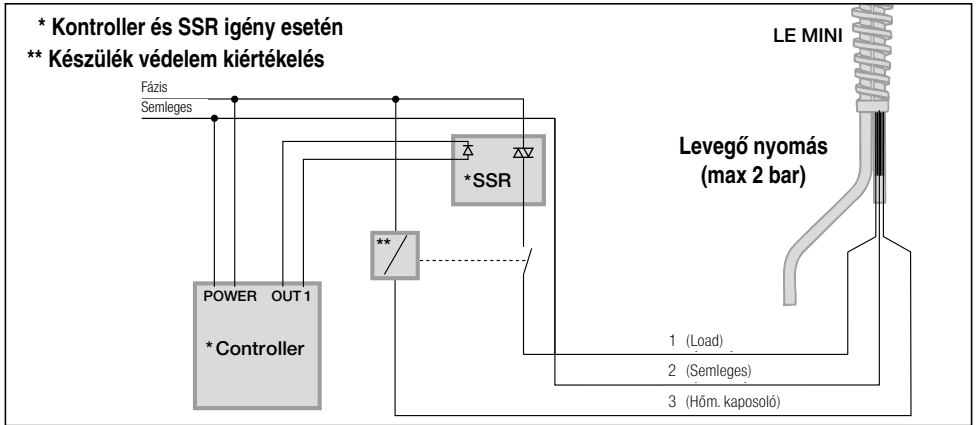 * Kontroller és SSR igény esetén
** Készülék védelem kiértékelés
LE MINI
Fázis
Semleges
Levegő nyomás
(max 2 bar)
*SSR
**
POWER OUT 1
*Controller
1 (Load)
2 (Semleges)
3 (Hőm. kaposoló)